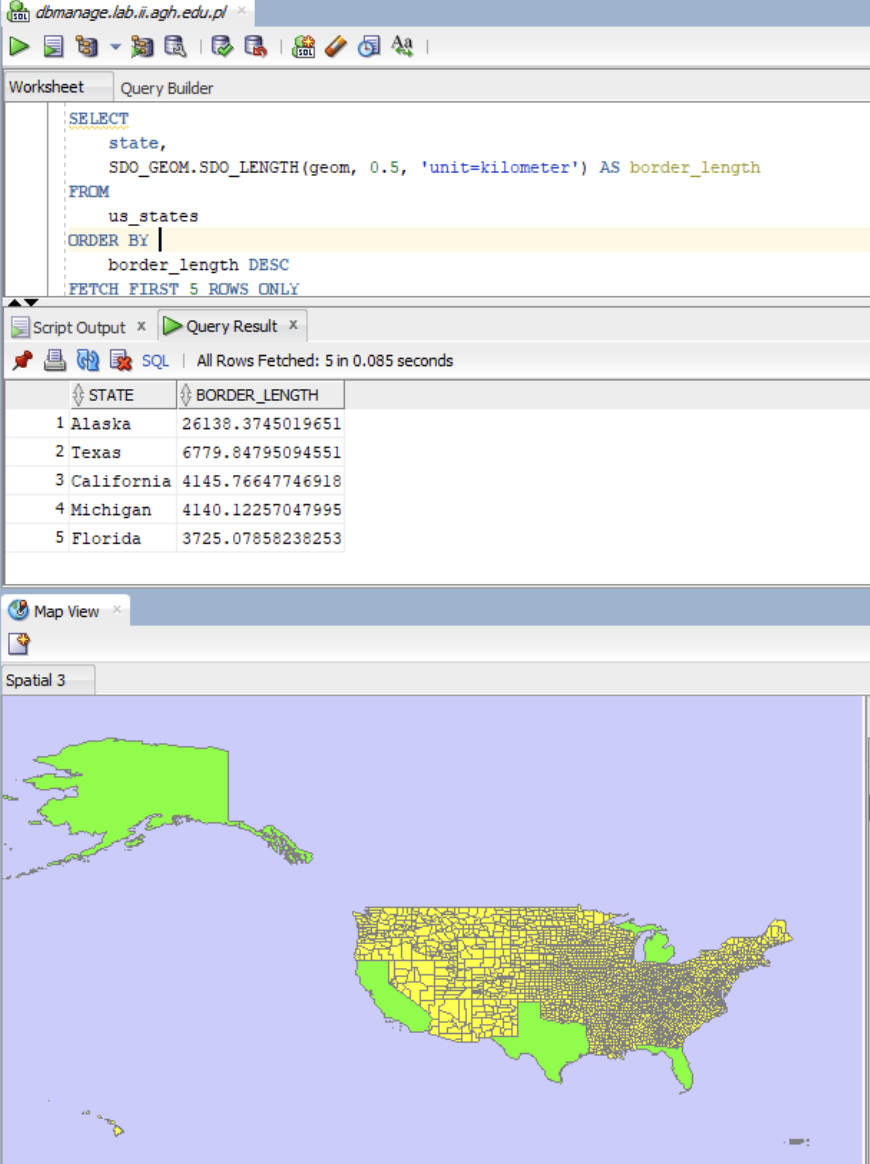 dbmanage.lab.ii.agh.edu.pl
SQL Aa
Worksheet Query Builder
SELECT
state,
SDO_GEOM.SDO_LENGTH(geom, 0.5, 'unit=kilometer') AS border_length
FROM
us_states
ORDER BY
border_length DESC
FETCH FIRST 5 ROWS ONLY
Script Output x Query Result x
SQL | All Rows Fetched: 5 in 0.085 seconds
STATE BORDER_LENGTH
1 Alaska 26138.3745019651
2 Texas 6779.84795094551
3 California 4145.76647746918
4 Michigan 4140.12257047995
5 Florida 3725.07858238253
Map View
Spatial 3